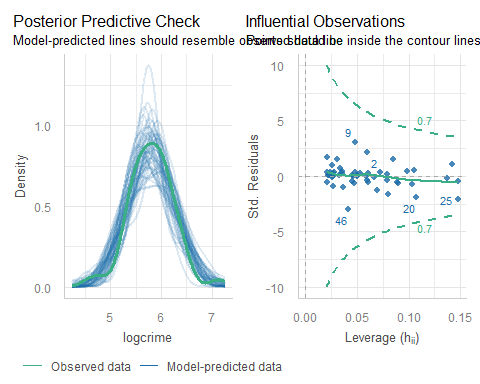 Posterior Predictive Check
Model-predicted lines should resemble observed data line
Density
1.0
0.5
0.0
5 6 7
logcrime
Observed data Model-predicted data
Influential Observations
Points should be inside the contour lines
Std. Residuals
10
5
0
-5
-10
0.7
9
2
46
20
25
0.7
0.00 0.05 0.10 0.15
Leverage (hᵢᵢ)